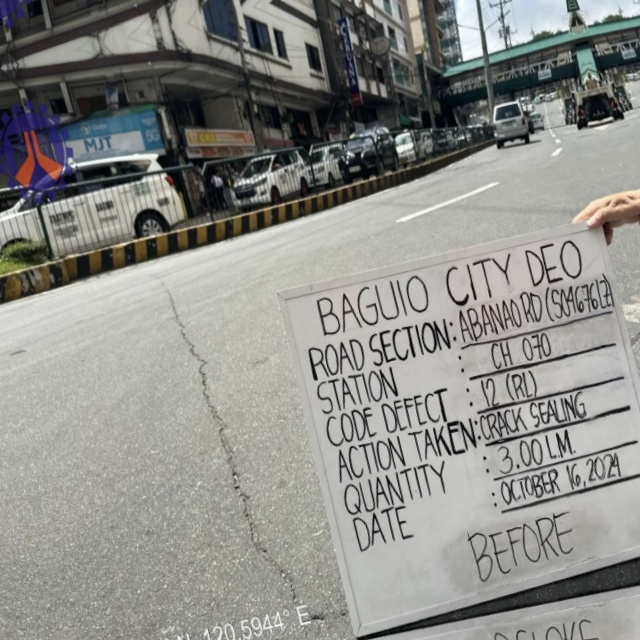 MJT
BAGUIO CITY DEO
ROAD SECTION: ABANAO RD (S04676LZ)
STATION : CH 070
CODE DEFECT : 12 (R1)
ACTION TAKEN: CRACK SEALING
QUANTITY : 3.00 L.M.
DATE : OCTOBER 16, 2024
BEFORE
N, 120.5944° E